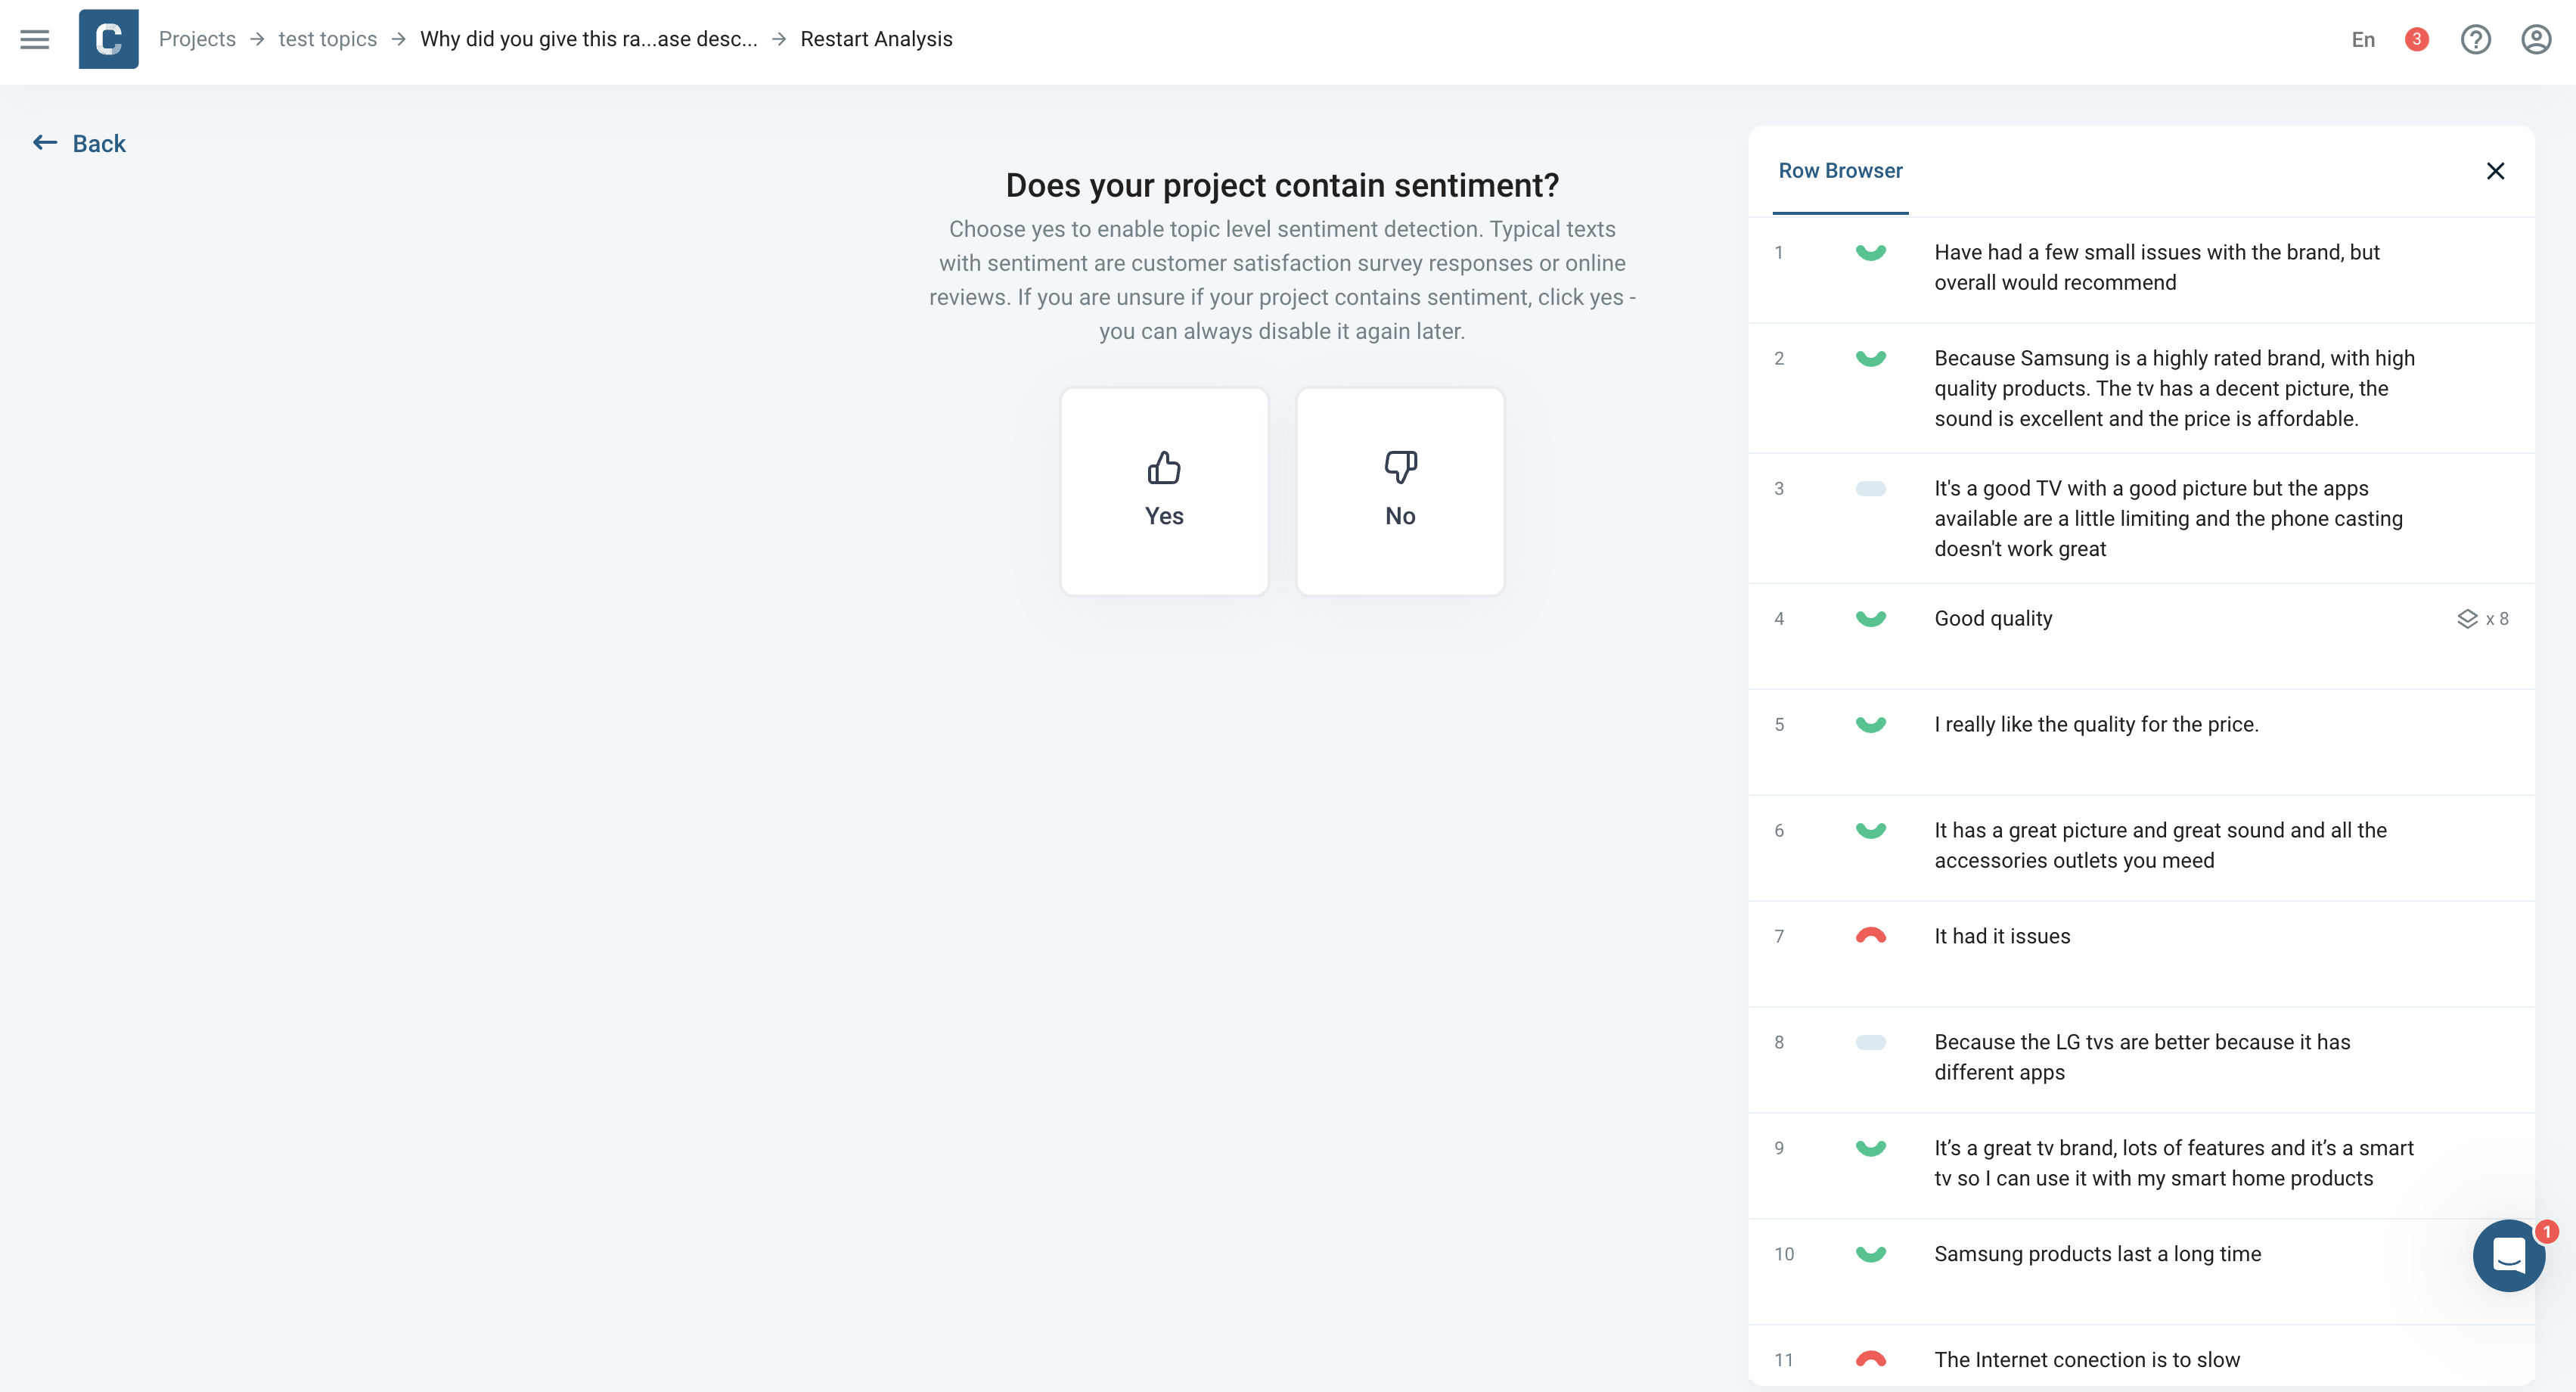 C Projects → test topics → Why did you give this ra...ase desc... → Restart Analysis En 3
← Back
Does your project contain sentiment?
Choose yes to enable topic level sentiment detection. Typical texts
with sentiment are customer satisfaction survey responses or online
reviews. If you are unsure if your project contains sentiment, click yes -
you can always disable it again later.
Yes No
Row Browser
1 Have had a few small issues with the brand, but
overall would recommend
2 Because Samsung is a highly rated brand, with high
quality products. The tv has a decent picture, the
sound is excellent and the price is affordable.
3 It's a good TV with a good picture but the apps
available are a little limiting and the phone casting
doesn't work great
4 Good quality x 8
5 I really like the quality for the price.
6 It has a great picture and great sound and all the
accessories outlets you meed
7 It had it issues
8 Because the LG tvs are better because it has
different apps
9 It’s a great tv brand, lots of features and it’s a smart
tv so I can use it with my smart home products
10 Samsung products last a long time
1
11 The Internet conection is to slow